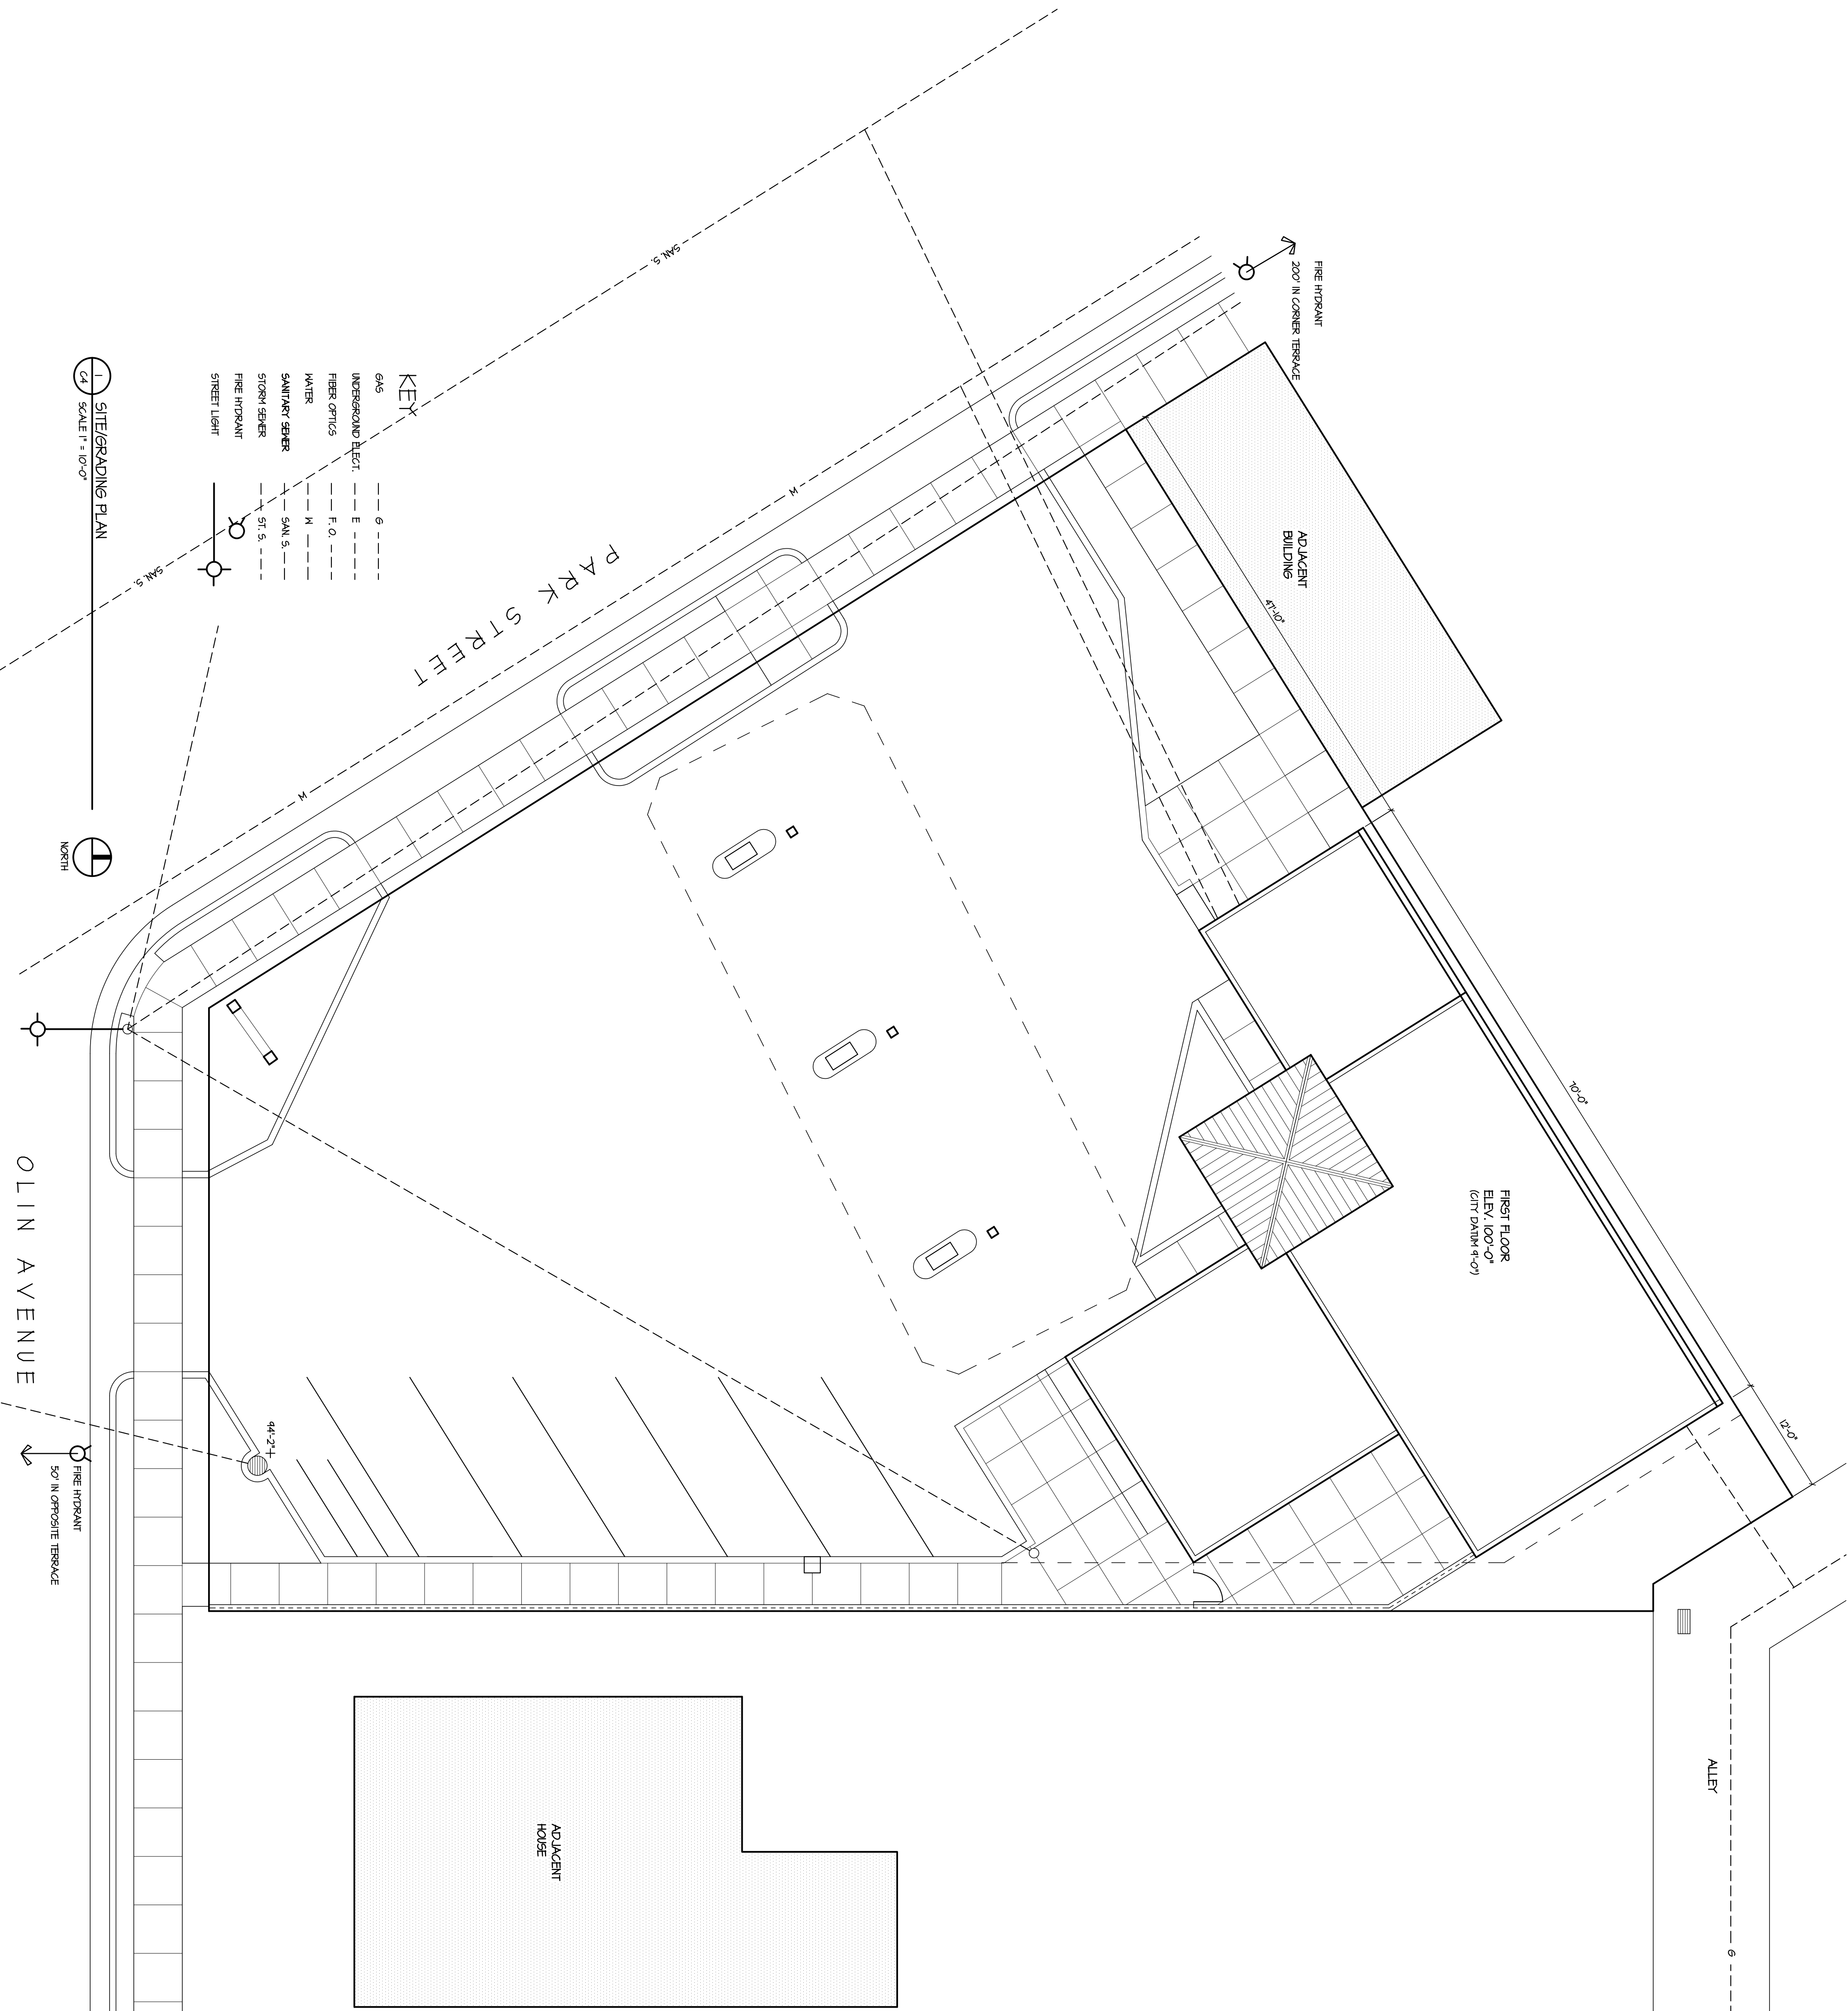 FIRE HYDRANT
200' IN CORNER TERRACE
ADJACENT
BUILDING
47'-10"
70'-0"
12'-0"
FIRST FLOOR
ELEV. 100'-0"
(CITY DATUM 9'-0")
ALLEY
G
ADJACENT
HOUSE
SAN. S.
SAN. S.
W
W
PARK STREET
KEY
GAS G
UNDERGROUND ELECT. E
FIBER OPTICS F. O.
WATER W
SANITARY SEWER SAN. S.
STORM SEWER ST. S.
FIRE HYDRANT
STREET LIGHT
94'-2"
1
C4
SITE/GRADING PLAN
SCALE 1" = 10'-0"
NORTH
OLIN AVENUE
FIRE HYDRANT
50' IN OPPOSITE TERRACE